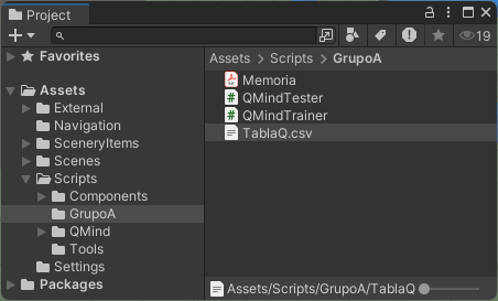 Project
19
Favorites
Assets
External
Navigation
SceneryItems
Scenes
Scripts
Components
GrupoA
QMind
Tools
Settings
Packages
Assets > Scripts > GrupoA
Memoria
QMindTester
QMindTrainer
TablaQ.csv
Assets/Scripts/GrupoA/TablaQ